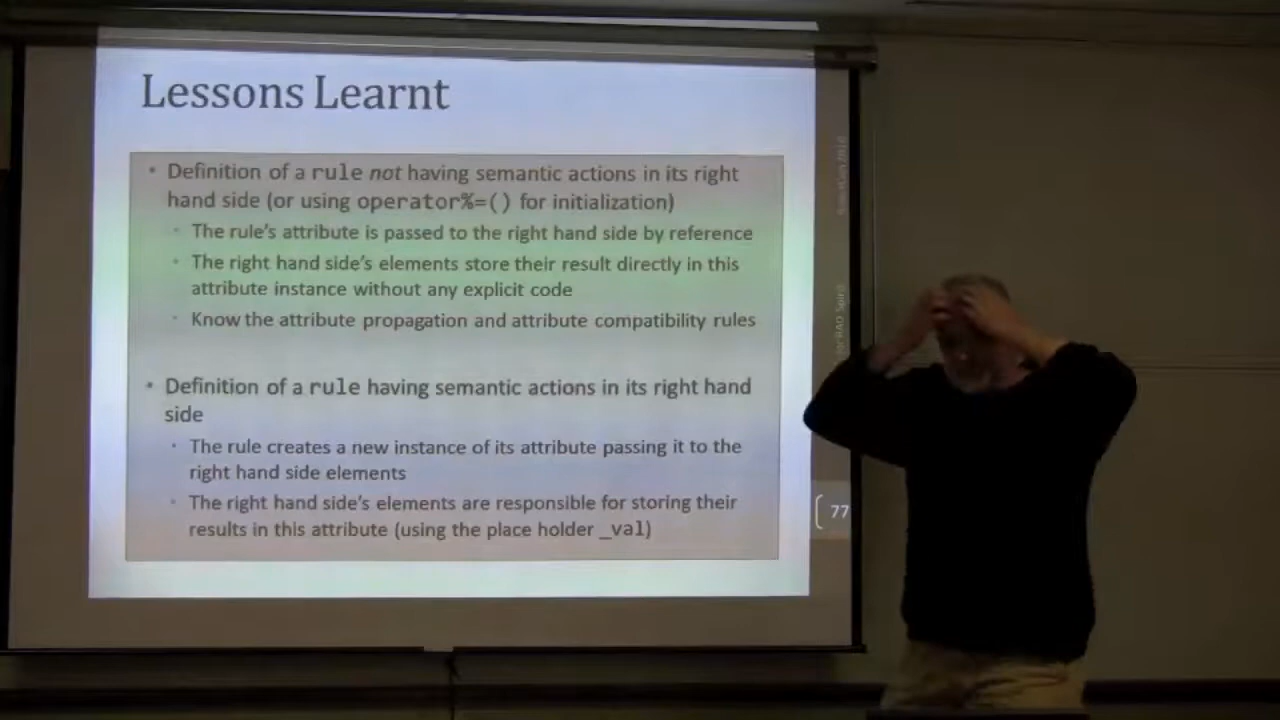 Lessons Learnt
• Definition of a rule not having semantic actions in its right
hand side (or using operator%=() for initialization)
• The rule's attribute is passed to the right hand side by reference
• The right hand side's elements store their result directly in this
attribute instance without any explicit code
• Know the attribute propagation and attribute compatibility rules
• Definition of a rule having semantic actions in its right hand
side
• The rule creates a new instance of its attribute passing it to the
right hand side elements
• The right hand side's elements are responsible for storing their
results in this attribute (using the place holder _val)
77